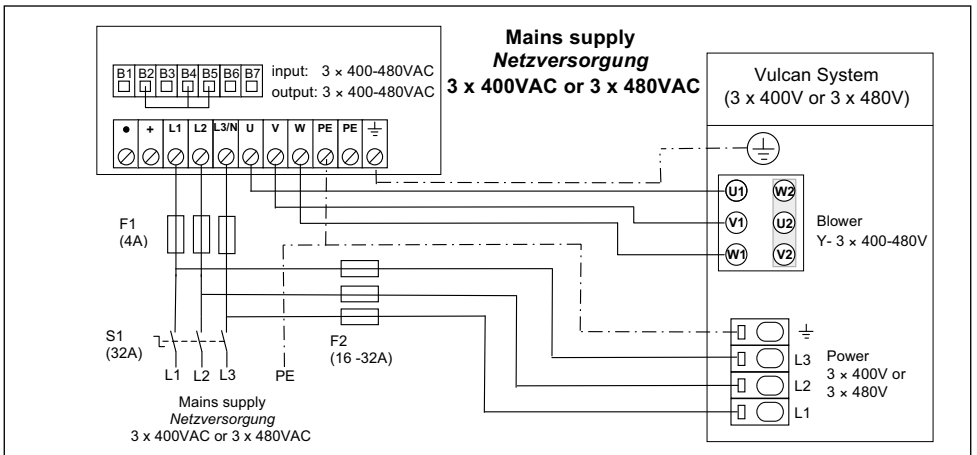 Mains supply
Netzversorgung
3 x 400VAC or 3 x 480VAC
B1 B2 B3 B4 B5 B6 B7
input: 3 × 400-480VAC
output: 3 × 400-480VAC
• + L1 L2 L3/N U V W PE PE
Vulcan System
(3 x 400V or 3 x 480V)
U1 W2
V1 U2
W1 V2
Blower
Y- 3 × 400-480V
F1
(4A)
S1
(32A)
F2
(16 -32A)
L1 L2 L3 PE
Mains supply
Netzversorgung
3 x 400VAC or 3 x 480VAC
L3
L2
L1
Power
3 × 400V or
3 × 480V